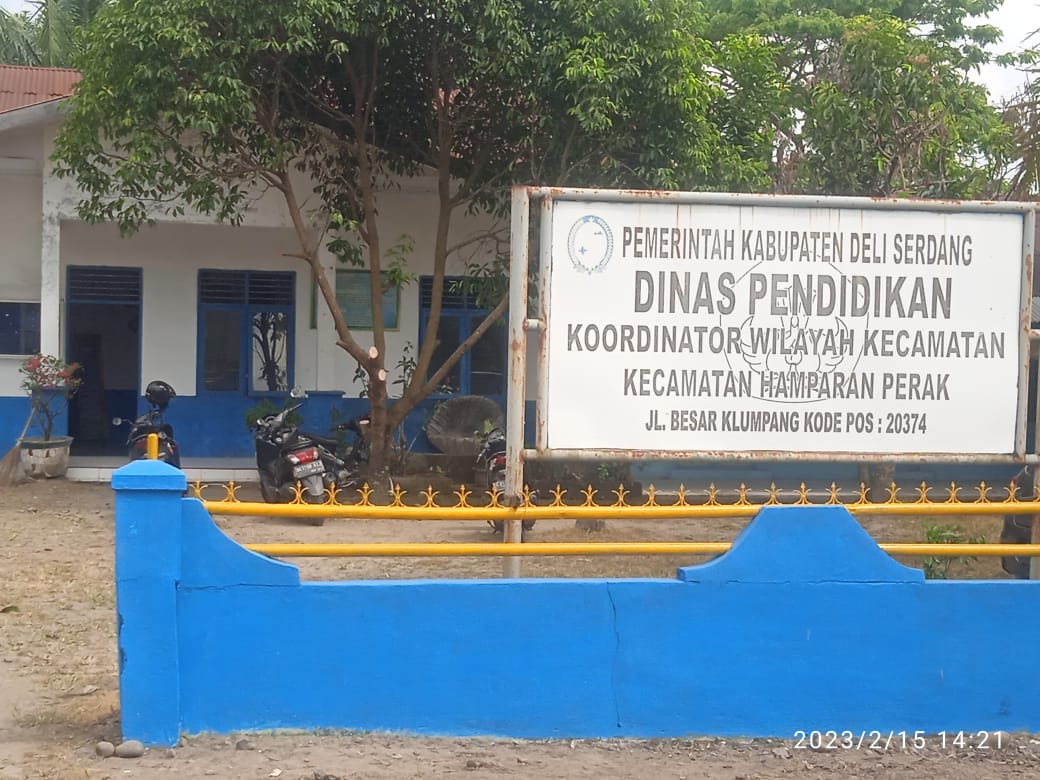 PEMERINTAH KABUPATEN DELI SERDANG
DINAS PENDIDIKAN
KOORDINATOR WILAYAH KECAMATAN
KECAMATAN HAMPARAN PERAK
JL. BESAR KLUMPANG KODE POS : 20374
2023/2/15 14:21